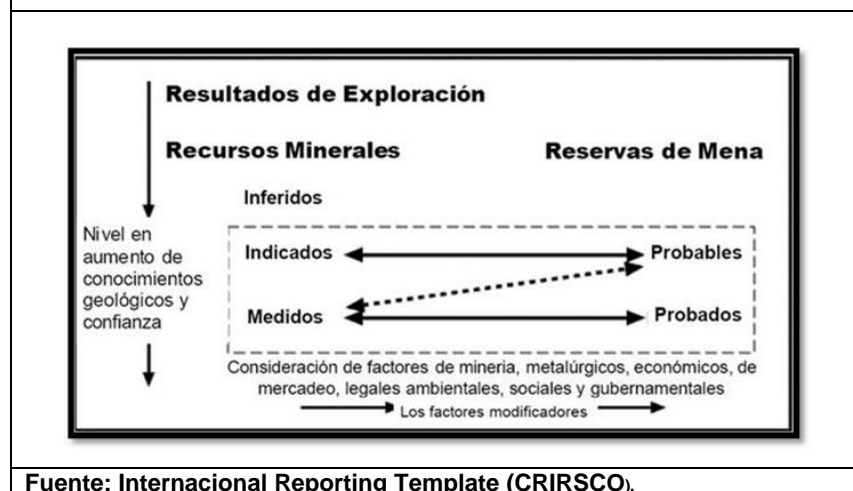 Resultados de Exploración
Recursos Minerales
Reservas de Mena
Inferidos
Nivel en
aumento de
conocimientos
geológicos y
confianza
Indicados
Probables
Medidos
Probados
Consideración de factores de mineria, metalúrgicos, económicos, de
mercadeo, legales ambientales, sociales y gubernamentales
Los factores modificadores
Fuente: Internacional Reporting Template (CRIRSCO).